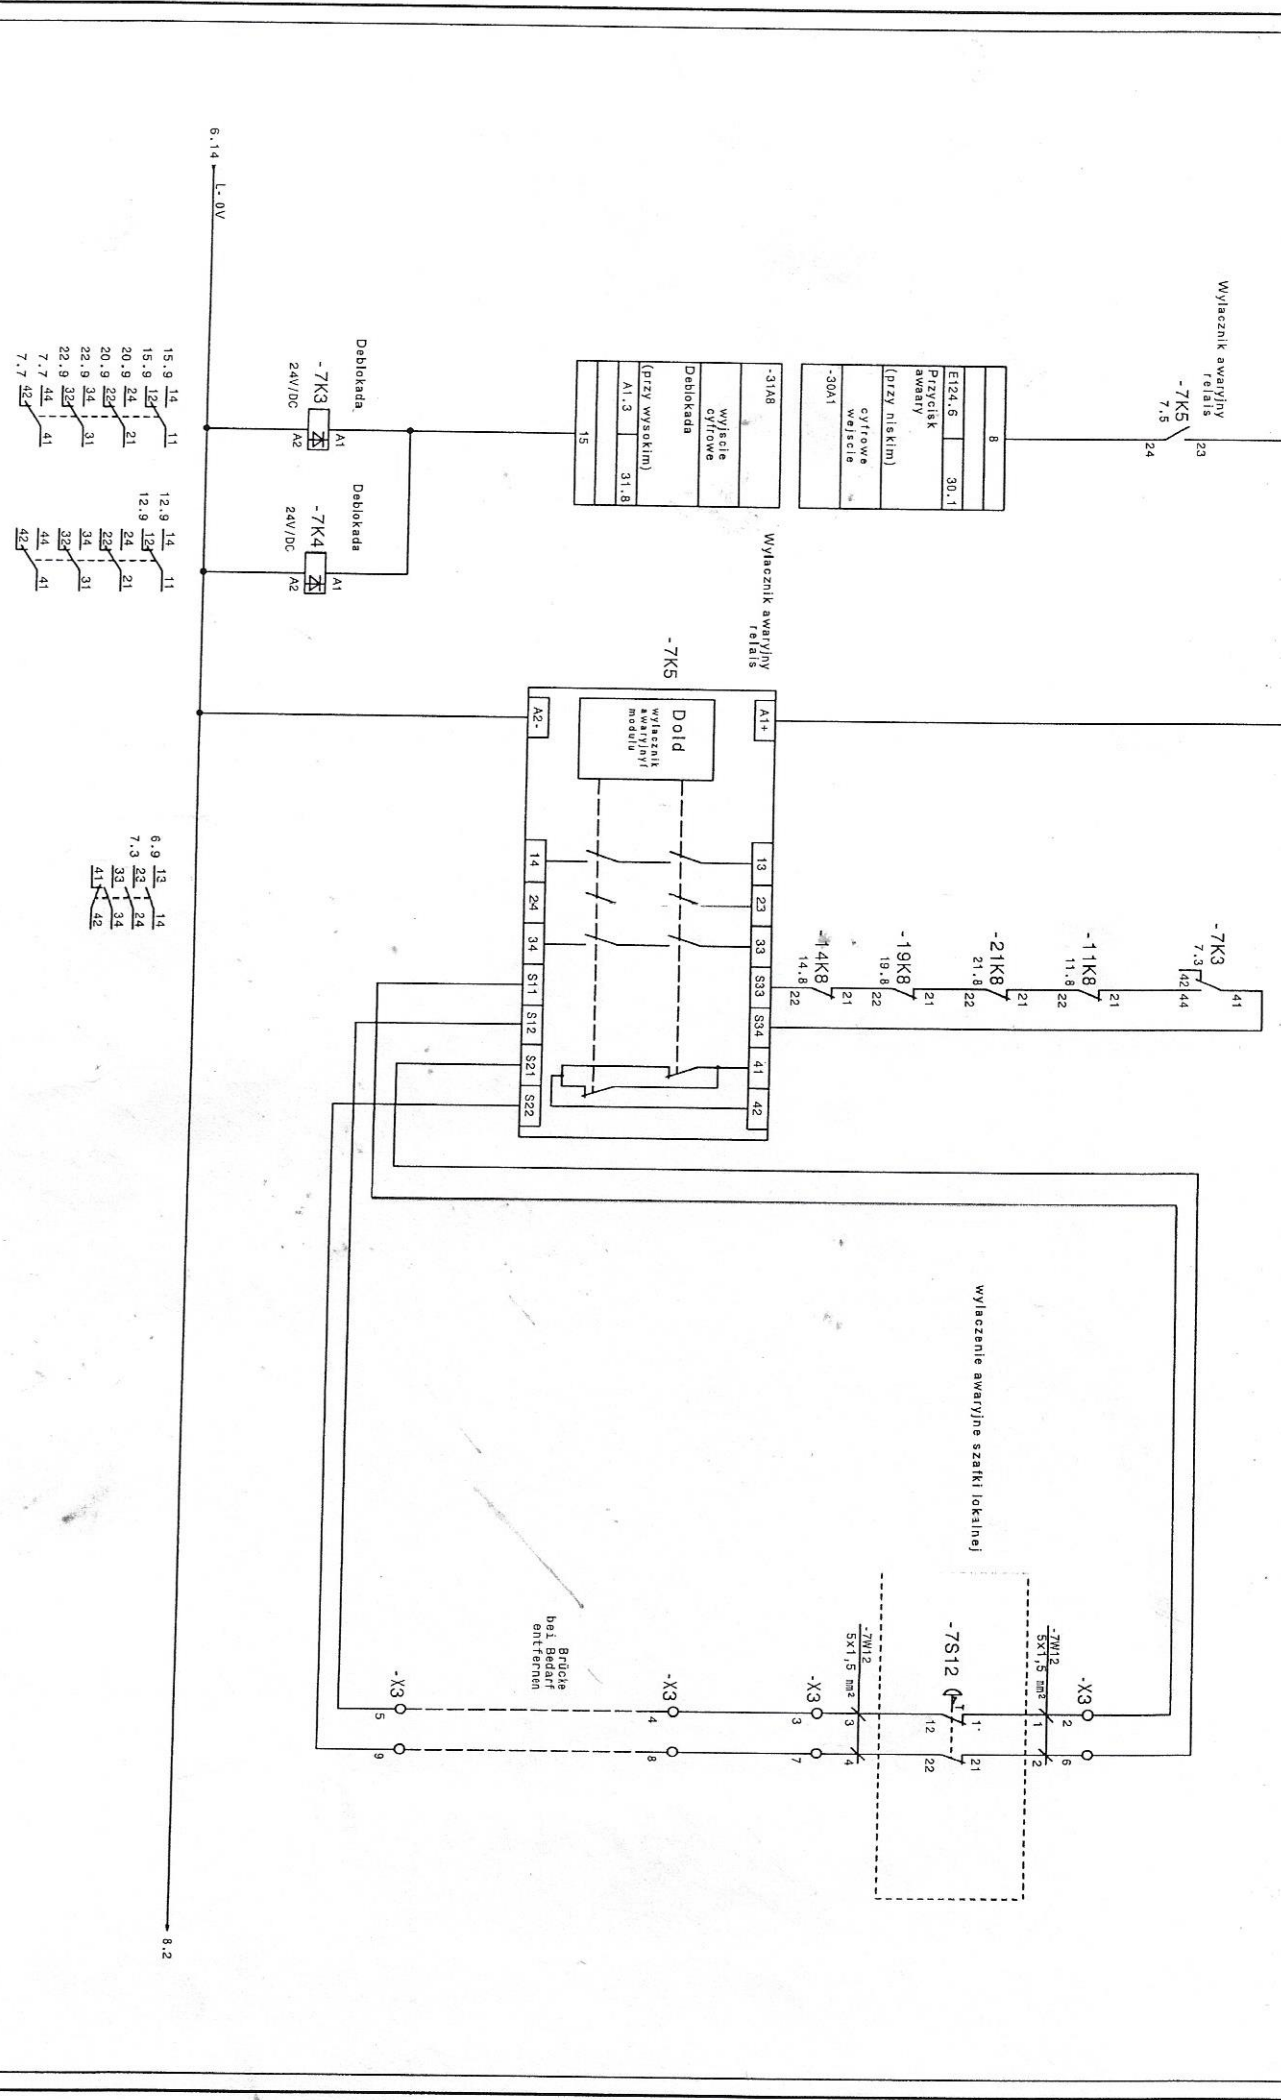 Wylacznik awaryjny
relais
-7K5
7.5
23
24
8
E124.6 30.1
Przycisk
awaary
(przy niskim)
cyfrowe
wejscie
-30A1
-31A8
wyjscie
cyfrowe
Deblokada
(przy wysokim)
A1.3 31.8
15
Deblokada
-7K3
24V/DC
A1
A2
Deblokada
-7K4
24V/DC
A1
A2
6.14
L- 0V
8.2
15.9 14
15.9 12 11
20.9 24
20.9 22 21
22.9 34
22.9 32 31
7.7 44
7.7 42 41
12.9 14
12.9 12 11
24
22 21
34
32 31
44
42 41
6.9 13 14
7.3 23 24
33 34
41 42
Wylacznik awaryjny
relais
-7K5
A1+ 13 23 33 S33 S34 41 42
Dold
wylacznik
awaryjnyf
modulu
A2- 14 24 34 S11 S12 S21 S22
-7K3
7.3
41
42 44
-11K8
11.8
21
22
-21K8
21.8
21
22
-19K8
19.8
21
22
-14K8
14.8
21
22
wylaczenie awaryjne szafki lokalnej
-X3
2 6
-7W12
5x1,5 mm²
1 2
-7S12
1' 21
12 22
-7W12
5x1,5 mm²
3 4
-X3
3 7
-X3
4 8
Brücke
bei Bedarf
entfernen
-X3
5 9